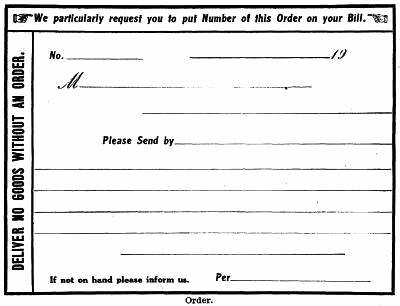 We particularly request you to put Number of this Order on your Bill.
DELIVER NO GOODS WITHOUT AN ORDER.
No. 19
M
Please Send by
If not on hand please inform us. Per
Order.